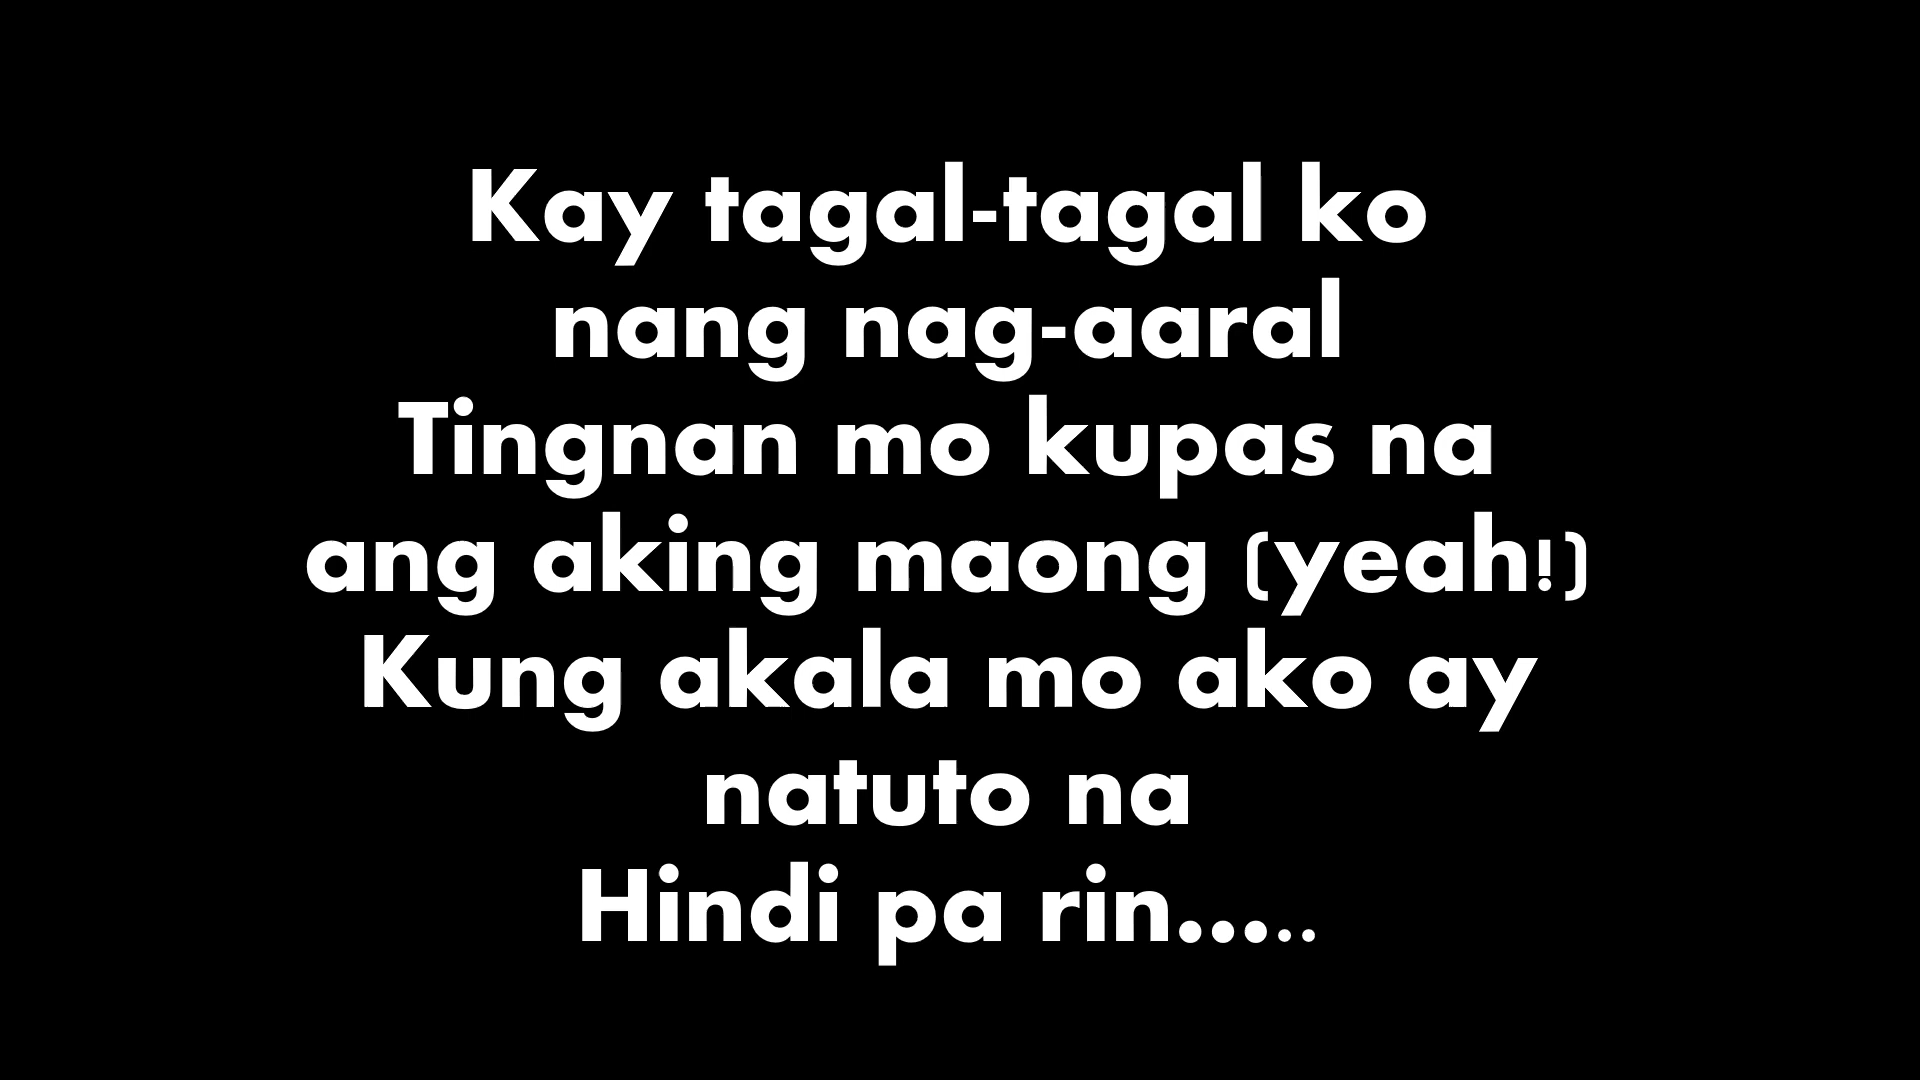 Kay tagal-tagal ko
nang nag-aaral
Tingnan mo kupas na
ang aking maong (yeah!)
Kung akala mo ako ay
natuto na
Hindi pa rin.....